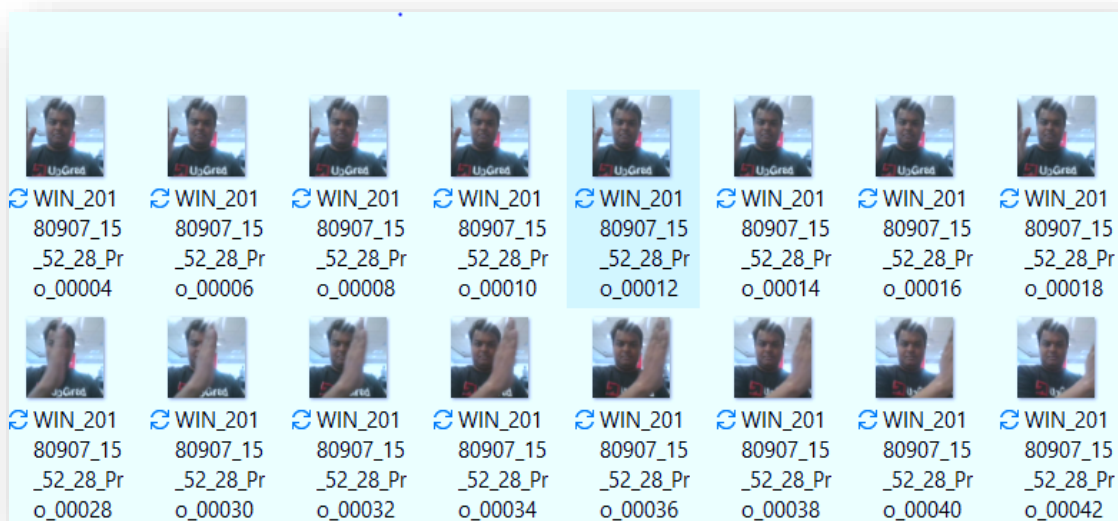 WIN_201 WIN_201 WIN_201 WIN_201 WIN_201 WIN_201 WIN_201 WIN_201
80907_15 80907_15 80907_15 80907_15 80907_15 80907_15 80907_15 80907_15
_52_28_Pr _52_28_Pr _52_28_Pr _52_28_Pr _52_28_Pr _52_28_Pr _52_28_Pr _52_28_Pr
o_00004 o_00006 o_00008 o_00010 o_00012 o_00014 o_00016 o_00018
WIN_201 WIN_201 WIN_201 WIN_201 WIN_201 WIN_201 WIN_201 WIN_201
80907_15 80907_15 80907_15 80907_15 80907_15 80907_15 80907_15 80907_15
_52_28_Pr _52_28_Pr _52_28_Pr _52_28_Pr _52_28_Pr _52_28_Pr _52_28_Pr _52_28_Pr
o_00028 o_00030 o_00032 o_00034 o_00036 o_00038 o_00040 o_00042